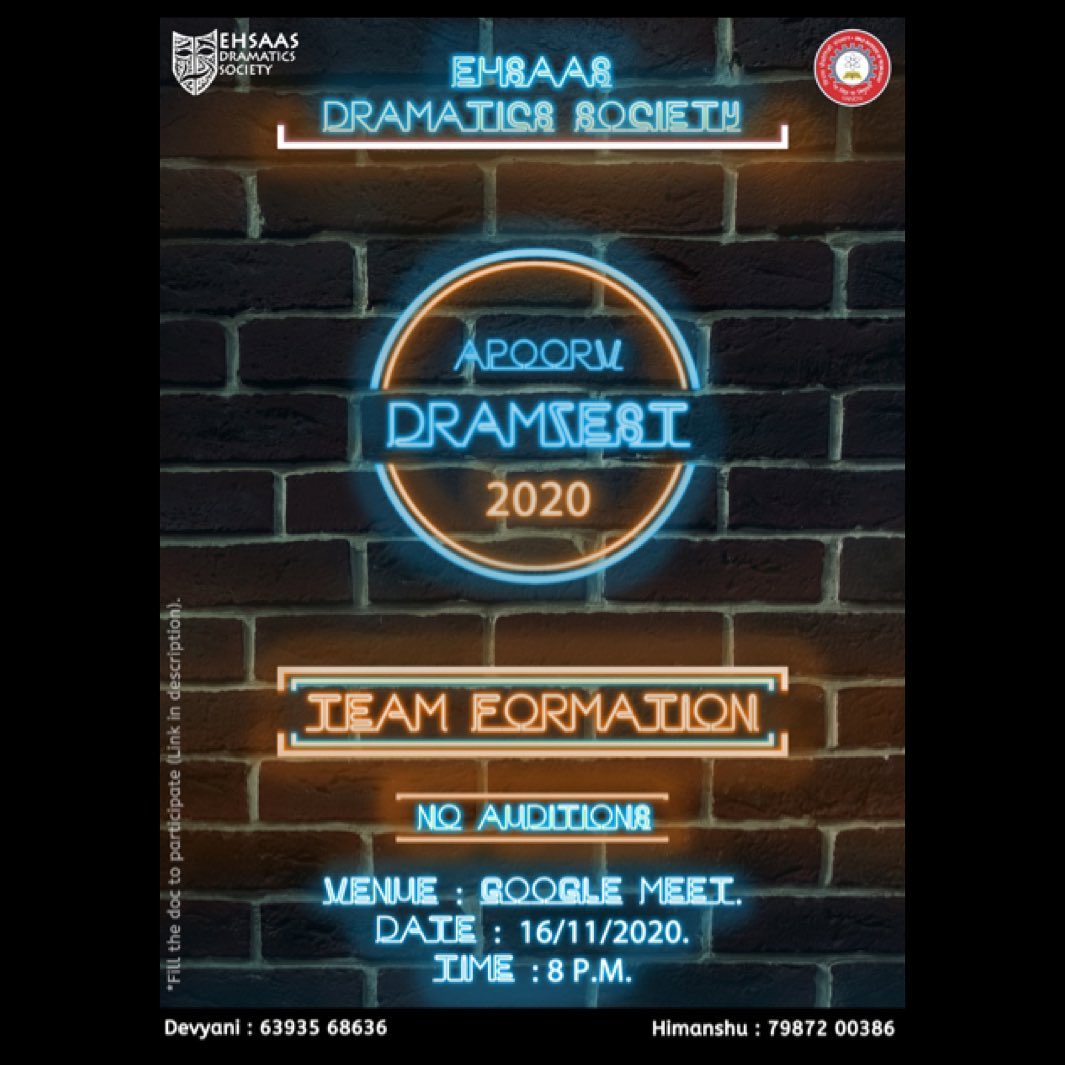 EHSAAS
DRAMATICS
SOCIETY
EHSAAS
DRAMATICS SOCIETY
APOORV
DRAMZEST
2020
TEAM FORMATION
NO AUDITIONS
VENUE : GOOGLE MEET.
DATE : 16/11/2020.
TIME : 8 P.M.
*Fill the doc to participate (Link in description).
Devyani : 63935 68636
Himanshu : 79872 00386